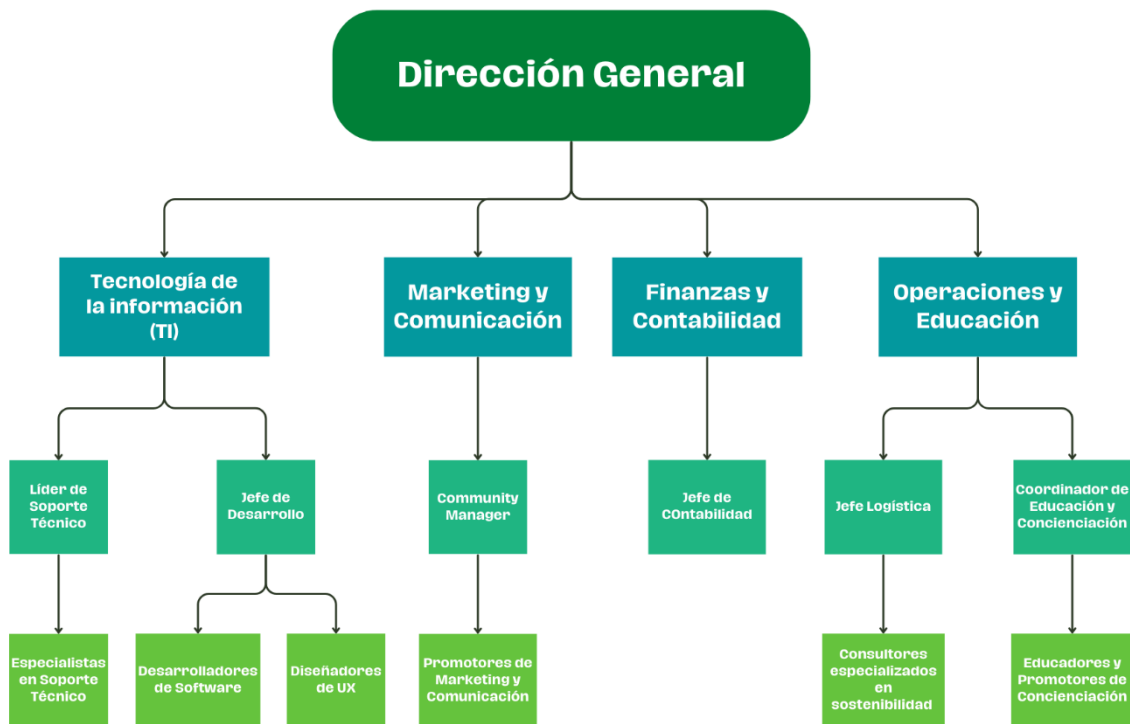 Dirección General
Tecnología de
la información
(TI)
Marketing y
Comunicación
Finanzas y
Contabilidad
Operaciones y
Educación
Líder de
Soporte
Técnico
Jefe de
Desarrollo
Community
Manager
Jefe de
COntabilidad
Jefe Logística
Coordinador de
Educación y
Concienciación
Especialistas
en Soporte
Técnico
Desarrolladores
de Software
Diseñadores
de UX
Promotores de
Marketing y
Comunicación
Consultores
especializados
en
sostenibilidad
Educadores y
Promotores de
Concienciación